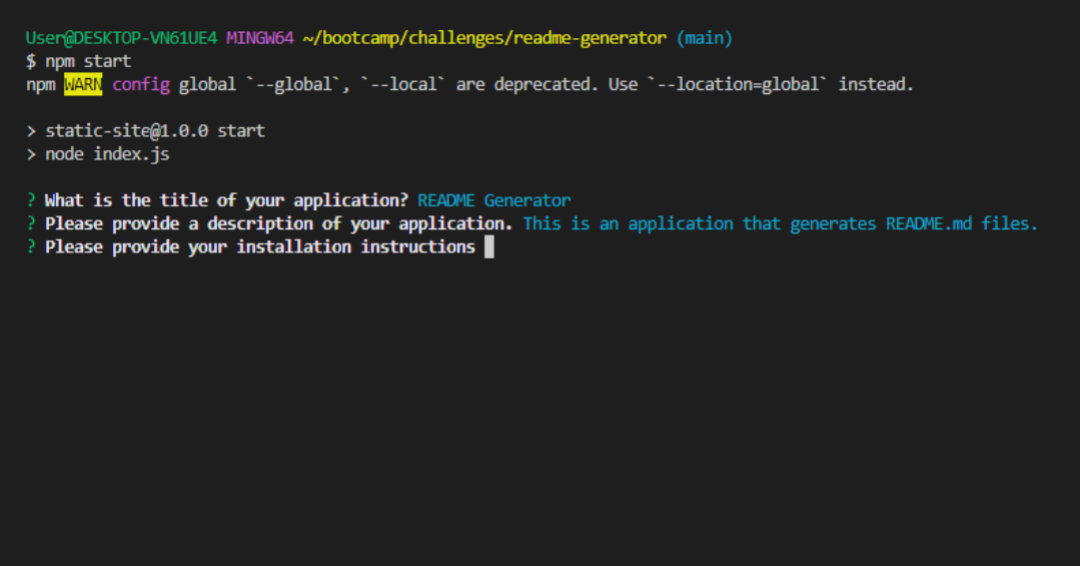 User@DESKTOP-VN61UE4 MINGW64 ~/bootcamp/challenges/readme-generator (main)
$ npm start
npm WARN config global `--global`, `--local` are deprecated. Use `--location=global` instead.
> static-site@1.0.0 start
> node index.js
? What is the title of your application? README Generator
? Please provide a description of your application. This is an application that generates README.md files.
? Please provide your installation instructions